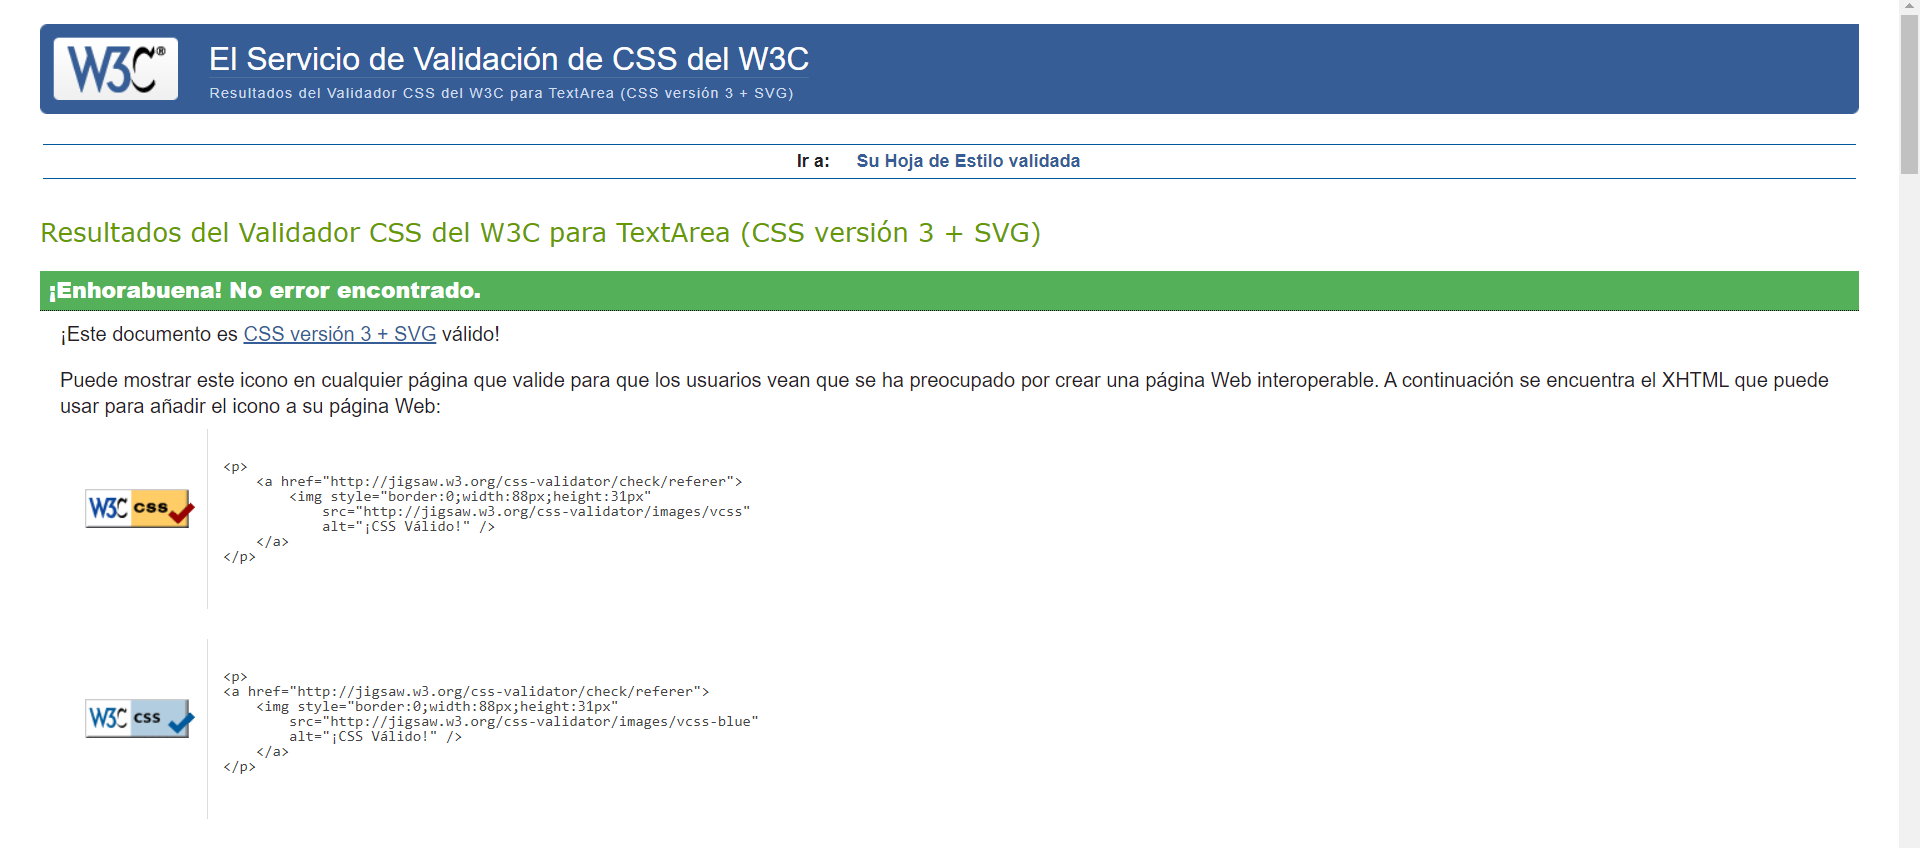 W3C®
El Servicio de Validación de CSS del W3C
Resultados del Validador CSS del W3C para TextArea (CSS versión 3 + SVG)
Ir a: Su Hoja de Estilo validada
Resultados del Validador CSS del W3C para TextArea (CSS versión 3 + SVG)
¡Enhorabuena! No error encontrado.
¡Este documento es CSS versión 3 + SVG válido!
Puede mostrar este icono en cualquier página que valide para que los usuarios vean que se ha preocupado por crear una página Web interoperable. A continuación se encuentra el XHTML que puede
usar para añadir el icono a su página Web:
W3C css
<p>
    <a href="http://jigsaw.w3.org/css-validator/check/referer">
        <img style="border:0;width:88px;height:31px"
            src="http://jigsaw.w3.org/css-validator/images/vcss"
            alt="¡CSS Válido!" />
    </a>
</p>
W3C css
<p>
<a href="http://jigsaw.w3.org/css-validator/check/referer">
    <img style="border:0;width:88px;height:31px"
        src="http://jigsaw.w3.org/css-validator/images/vcss-blue"
        alt="¡CSS Válido!" />
    </a>
</p>